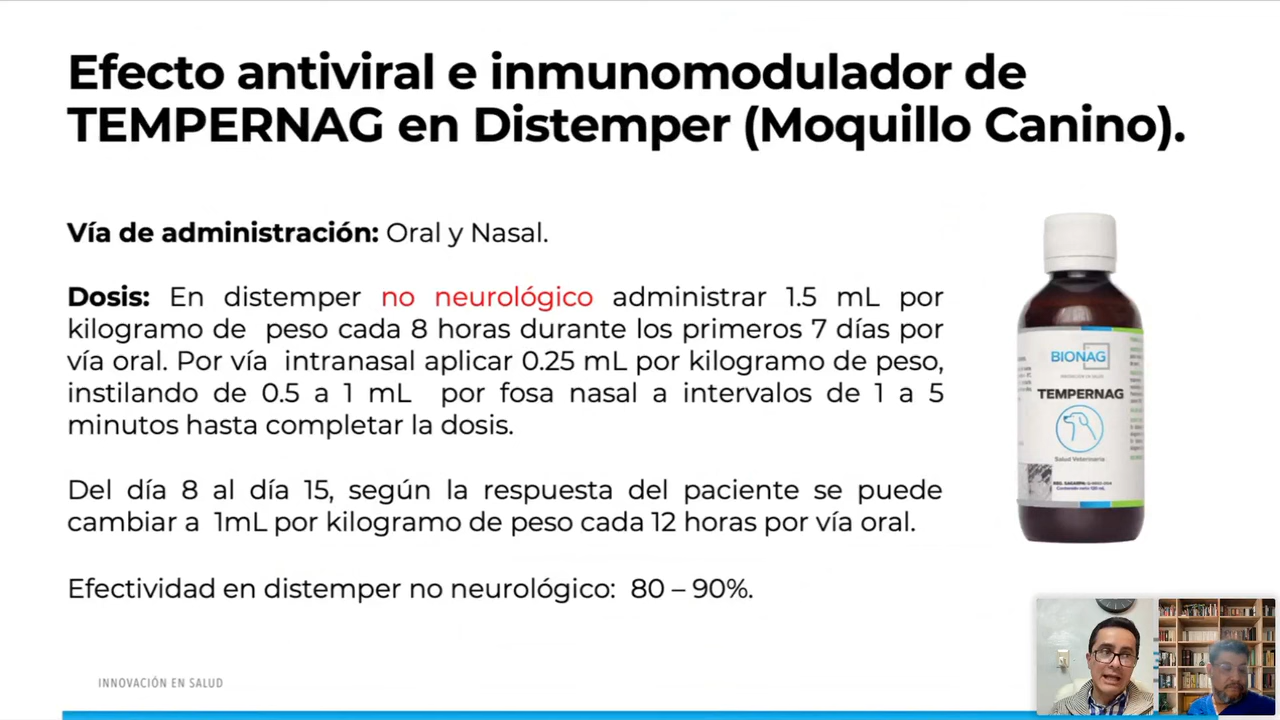 Efecto antiviral e inmunomodulador de
TEMPERNAG en Distemper (Moquillo Canino).
Vía de administración: Oral y Nasal.
Dosis: En distemper no neurológico administrar 1.5 mL por
kilogramo de peso cada 8 horas durante los primeros 7 días por
vía oral. Por vía intranasal aplicar 0.25 mL por kilogramo de peso,
instilando de 0.5 a 1 mL por fosa nasal a intervalos de 1 a 5
minutos hasta completar la dosis.
Del día 8 al día 15, según la respuesta del paciente se puede
cambiar a 1mL por kilogramo de peso cada 12 horas por vía oral.
Efectividad en distemper no neurológico: 80 – 90%.
BIONAG
INNOVACIÓN EN SALUD
TEMPERNAG
Salud Veterinaria
INNOVACIÓN EN SALUD